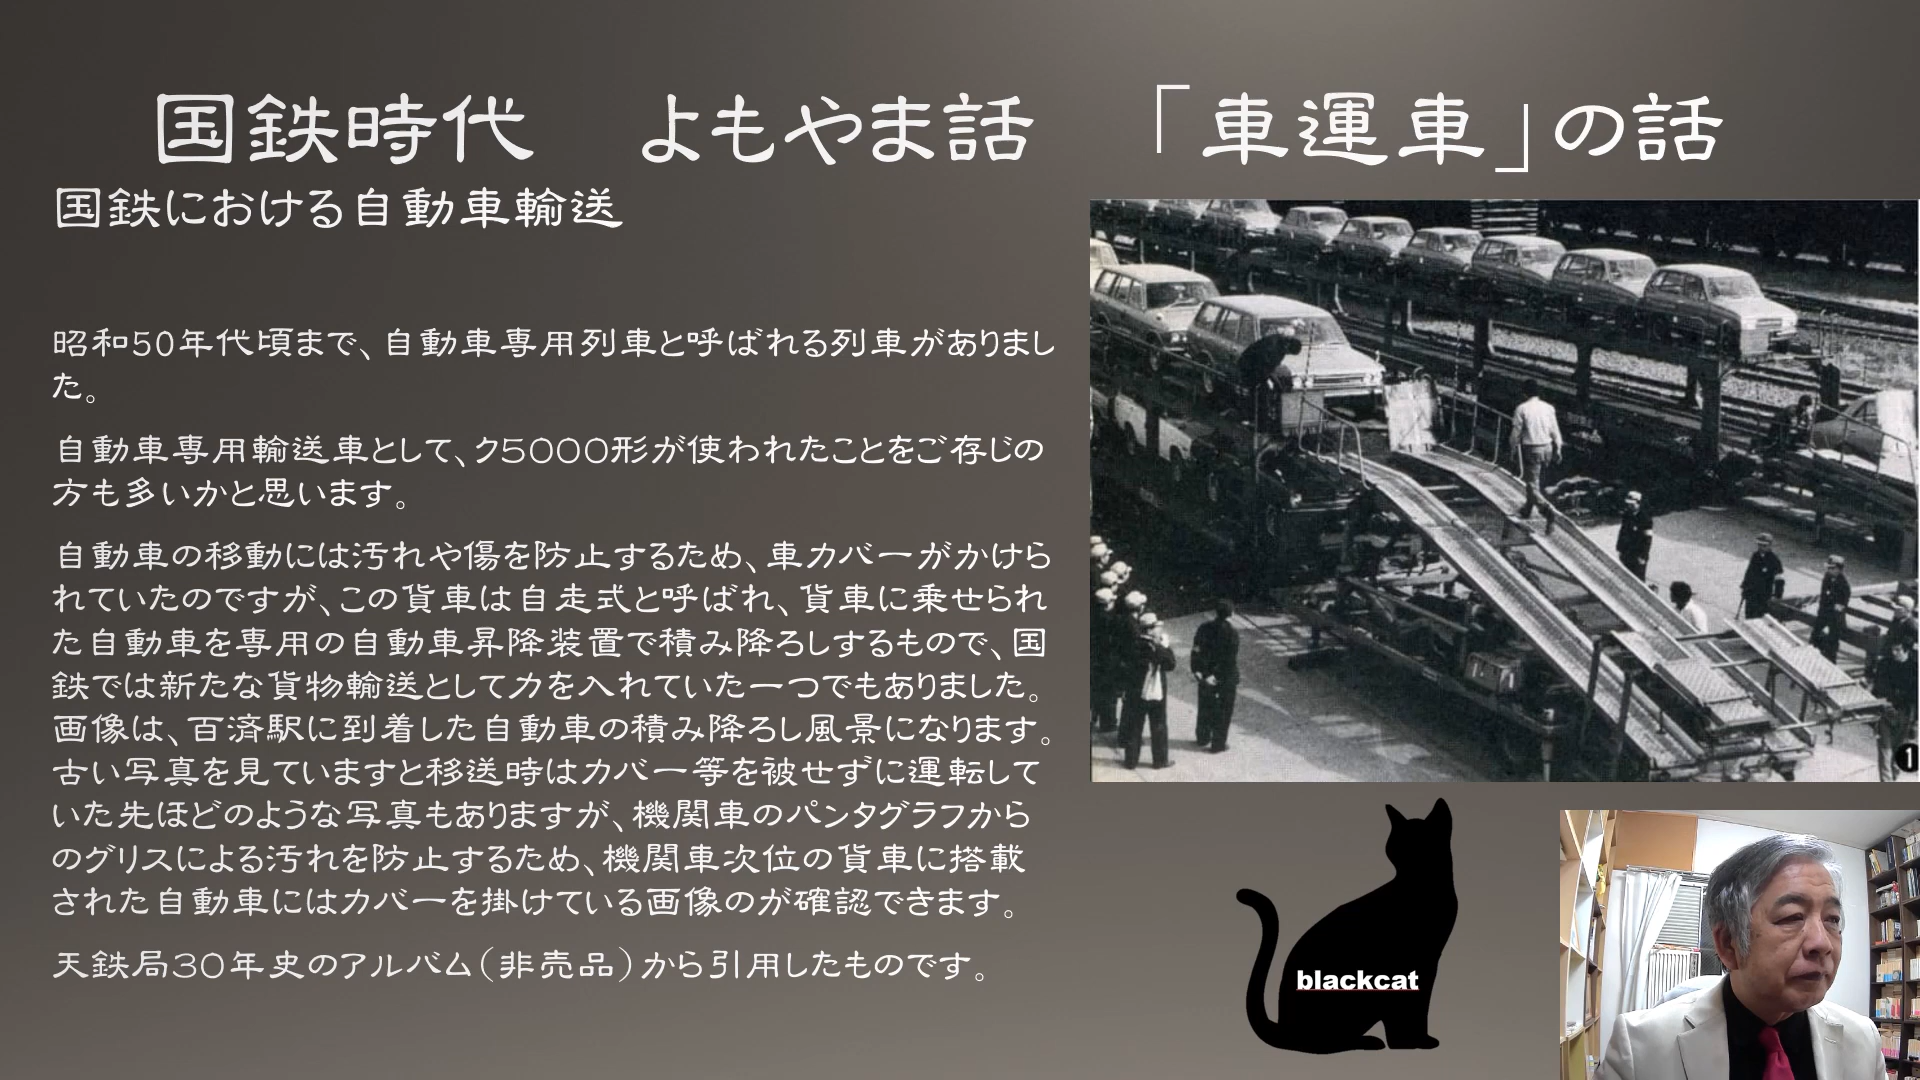 国鉄時代　よもやま話　「車運車」の話
国鉄における自動車輸送
昭和50年代頃まで、自動車専用列車と呼ばれる列車がありまし
た。
自動車専用輸送車として、ク5000形が使われたことをご存じの
方も多いかと思います。
自動車の移動には汚れや傷を防止するため、車カバーがかけら
れていたのですが、この貨車は自走式と呼ばれ、貨車に乗せられ
た自動車を専用の自動車昇降装置で積み降ろしするもので、国
鉄では新たな貨物輸送として力を入れていた一つでもありました。
画像は、百済駅に到着した自動車の積み降ろし風景になります。
古い写真を見ていますと移送時はカバー等を被せずに運転して
いた先ほどのような写真もありますが、機関車のパンタグラフから
のグリスによる汚れを防止するため、機関車次位の貨車に搭載
された自動車にはカバーを掛けている画像のが確認できます。
天鉄局30年史のアルバム（非売品）から引用したものです。
1
blackcat